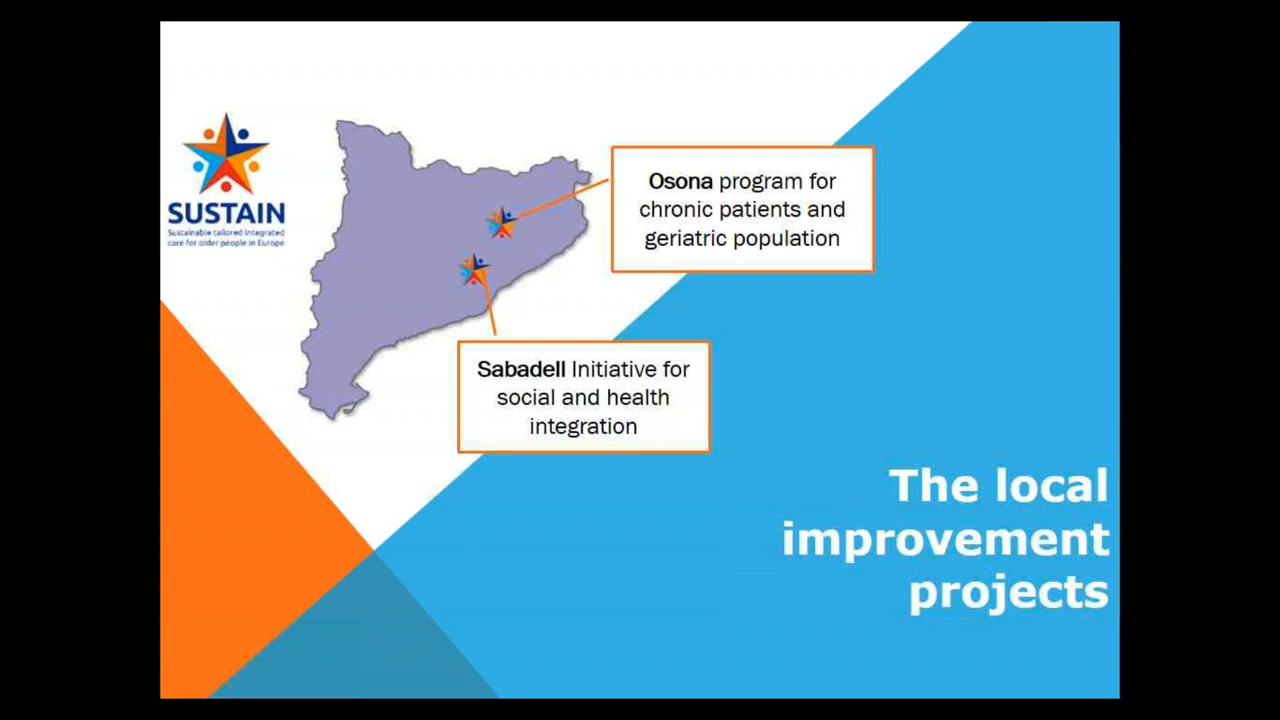 SUSTAIN
Sustainable tailored integrated
care for older people in Europe
Osona program for
chronic patients and
geriatric population
Sabadell Initiative for
social and health
integration
The local
improvement
projects